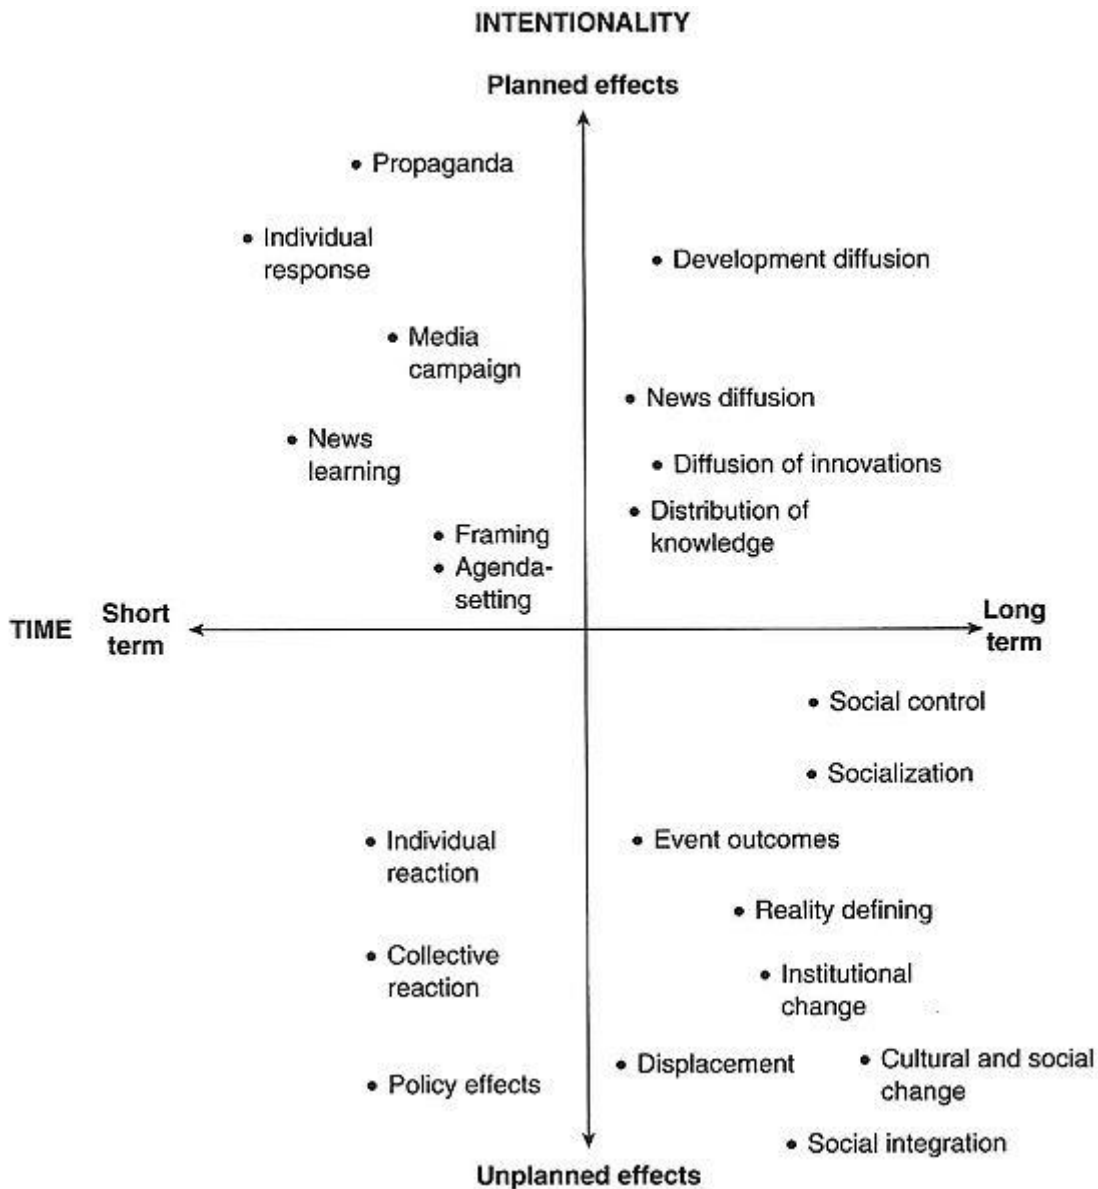 INTENTIONALITY
Planned effects
• Propaganda
• Individual
response
• Development diffusion
• Media
campaign
• News diffusion
• News
learning
• Diffusion of innovations
• Distribution of
knowledge
• Framing
• Agenda-
setting
TIME
Short
term
Long
term
• Social control
• Socialization
• Individual
reaction
• Event outcomes
• Reality defining
• Collective
reaction
• Institutional
change
• Displacement
• Cultural and social
change
• Policy effects
• Social integration
Unplanned effects